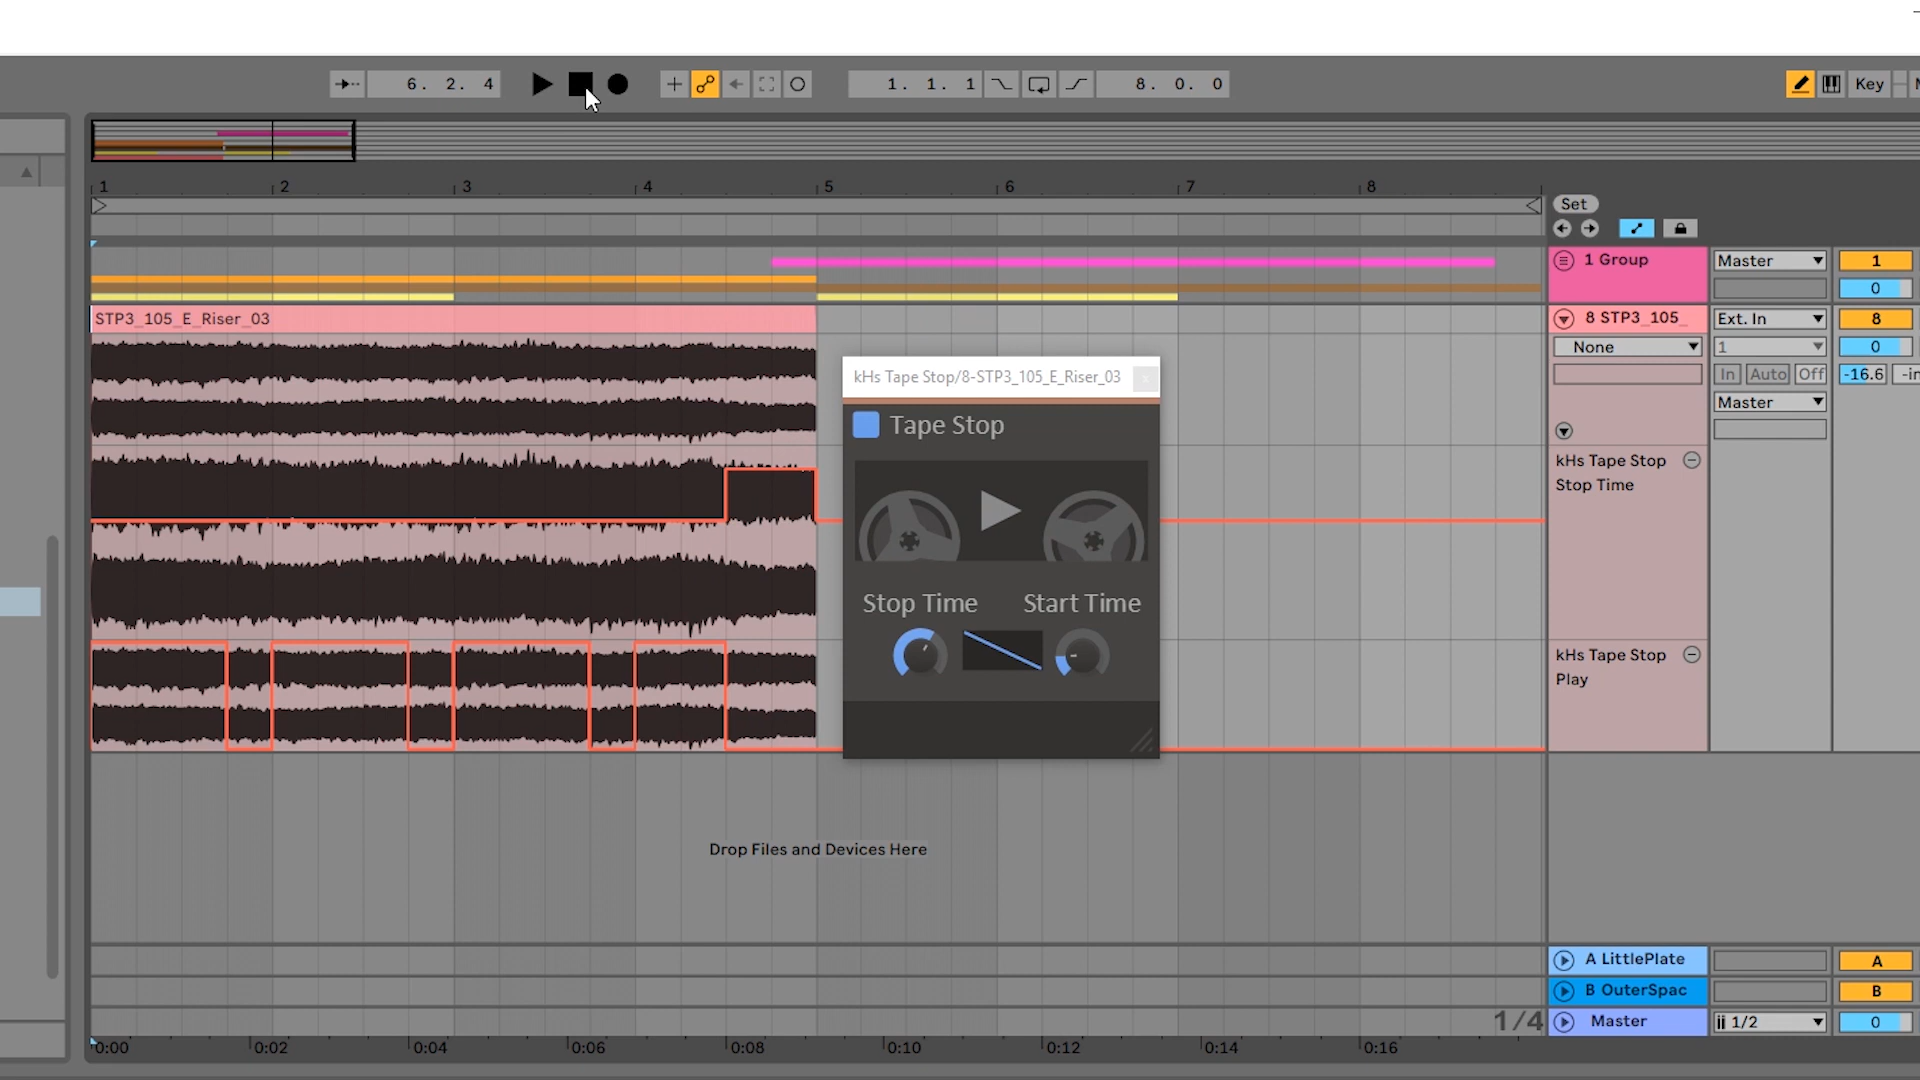 6. 2. 4
1. 1. 1
8. 0. 0
Key
1 2 3 4 5 6 7 8
Set
1 Group
Master
1
0
STP3_105_E_Riser_03
8 STP3_105_
Ext. In
8
None
1
0
In Auto Off
-16.6
Master
kHs Tape Stop/8-STP3_105_E_Riser_03
x
Tape Stop
Stop Time Start Time
kHs Tape Stop
Stop Time
kHs Tape Stop
Play
Drop Files and Devices Here
A LittlePlate
A
B OuterSpac
B
1/4
Master
1/2
0
0:00 0:02 0:04 0:06 0:08 0:10 0:12 0:14 0:16